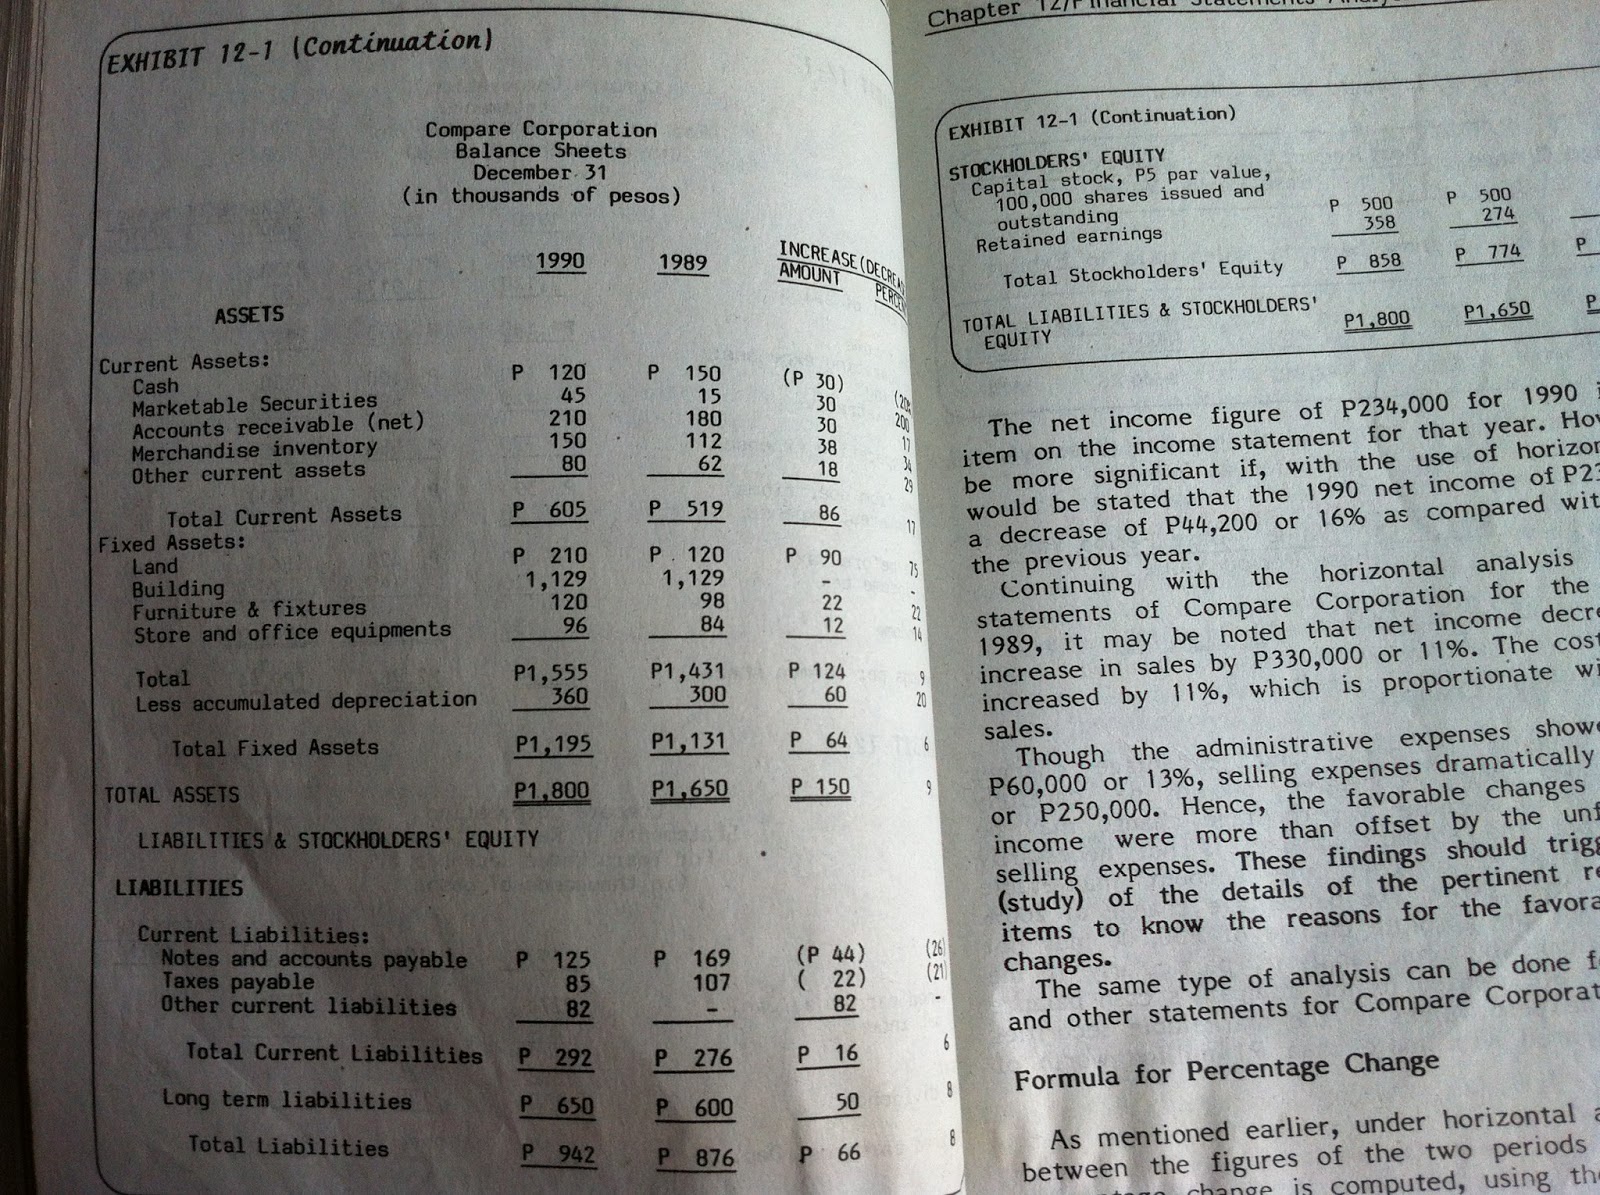 EXHIBIT 12-1 (Continuation)
Compare Corporation
Balance Sheets
December 31
(in thousands of pesos)
1990 1989 INCREASE
AMOUNT
ASSETS
Current Assets:
Cash P 120 P 150 (P 30)
Marketable Securities 45 15 30 200
Accounts receivable (net) 210 180 30 17
Merchandise inventory 150 112 38 34
Other current assets 80 62 18 29
Total Current Assets P 605 P 519 86 17
Fixed Assets:
Land P 210 P 120 P 90 75
Building 1,129 1,129 - -
Furniture & fixtures 120 98 22 22
Store and office equipments 96 84 12 14
Total P1,555 P1,431 P 124 9
Less accumulated depreciation 360 300 60 20
Total Fixed Assets P1,195 P1,131 P 64 6
TOTAL ASSETS P1,800 P1,650 P 150 9
LIABILITIES & STOCKHOLDERS' EQUITY
LIABILITIES
Current Liabilities:
Notes and accounts payable P 125 P 169 (P 44) (26)
Taxes payable 85 107 ( 22) (21)
Other current liabilities 82 - 82 -
Total Current Liabilities P 292 P 276 P 16 6
Long term liabilities P 650 P 600 50 8
Total Liabilities P 942 P 876 P 66 8
Chapter 12/Financial Statements
EXHIBIT 12-1 (Continuation)
STOCKHOLDERS' EQUITY
Capital stock, P5 par value,
100,000 shares issued and
outstanding P 500 P 500
Retained earnings 358 274
Total Stockholders' Equity P 858 P 774 P
TOTAL LIABILITIES & STOCKHOLDERS'
EQUITY P1,800 P1,650 P
The net income figure of P234,000 for 1990
item on the income statement for that year.
be more significant if, with the use of
would be stated that the 1990 net income of
a decrease of P44,200 or 16% as compared
the previous year.
Continuing with the horizontal analysis
statements of Compare Corporation for the
1989, it may be noted that net income
increase in sales by P330,000 or 11%. The
increased by 11%, which is proportionate
sales.
Though the administrative expenses
P60,000 or 13%, selling expenses dramatically
or P250,000. Hence, the favorable changes
income were more than offset by the
selling expenses. These findings should
(study) of the details of the pertinent
items to know the reasons for the
changes.
The same type of analysis can be done
and other statements for Compare
Formula for Percentage Change
As mentioned earlier, under horizontal
between the figures of the two periods
change is computed, using